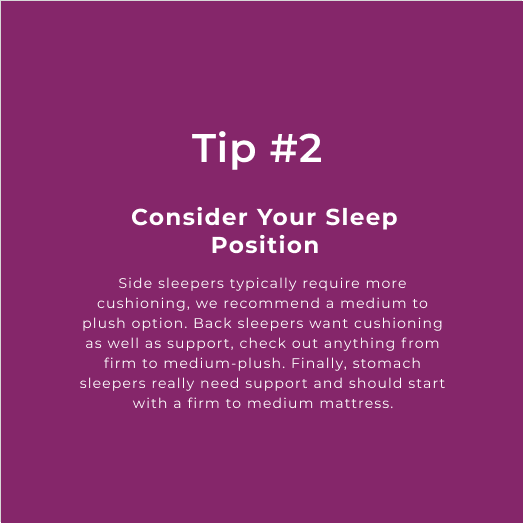 Tip #2
Consider Your Sleep
Position
Side sleepers typically require more
cushioning, we recommend a medium to
plush option. Back sleepers want cushioning
as well as support, check out anything from
firm to medium-plush. Finally, stomach
sleepers really need support and should start
with a firm to medium mattress.